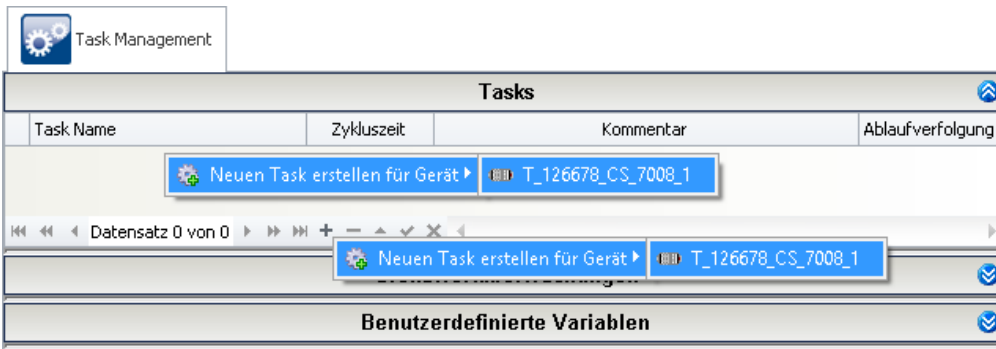 Task Management
Tasks
Task Name Zykluszeit Kommentar Ablaufverfolgung
Neuen Task erstellen für Gerät T_126678_CS_7008_1
Datensatz 0 von 0
Neuen Task erstellen für Gerät T_126678_CS_7008_1
Benutzerdefinierte Variablen